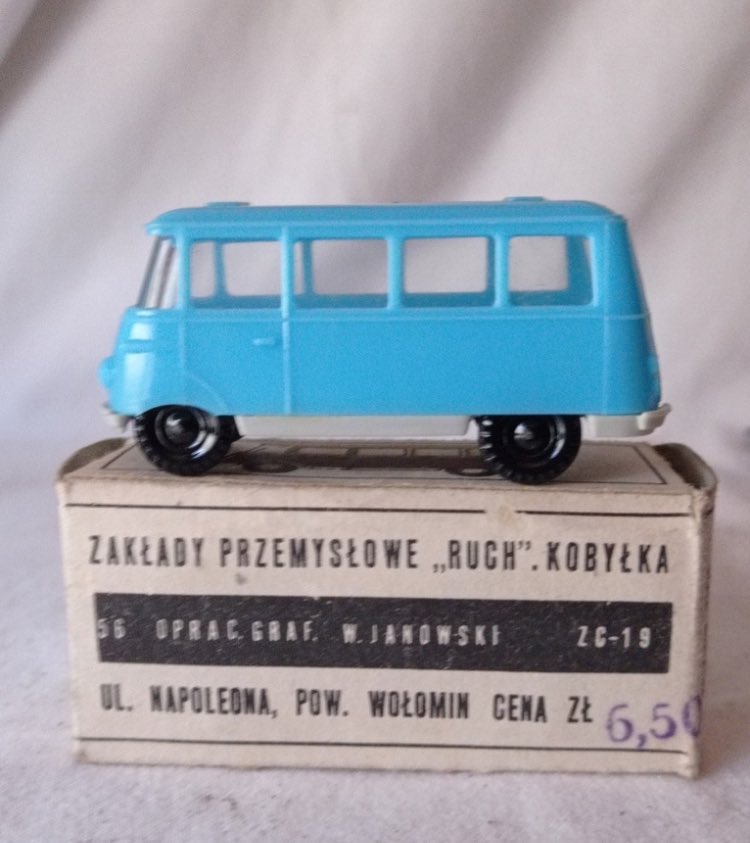 ZAKŁADY PRZEMYSŁOWE „RUCH". KOBYŁKA
56 OPRAC. GRAF. W. JANOWSKI ZC-19
UL. NAPOLEONA, POW. WOŁOMIN CENA ZŁ 6,50